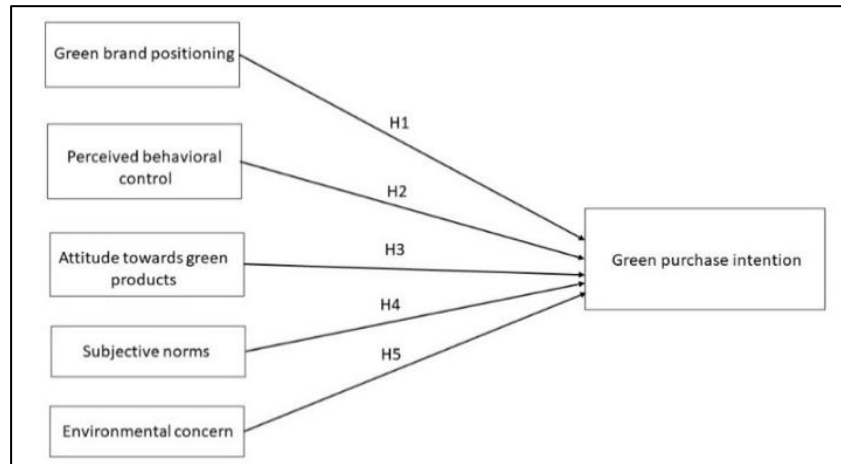 Green brand positioning
H1
Perceived behavioral
control
H2
Attitude towards green
products
H3
Green purchase intention
Subjective norms
H4
H5
Environmental concern